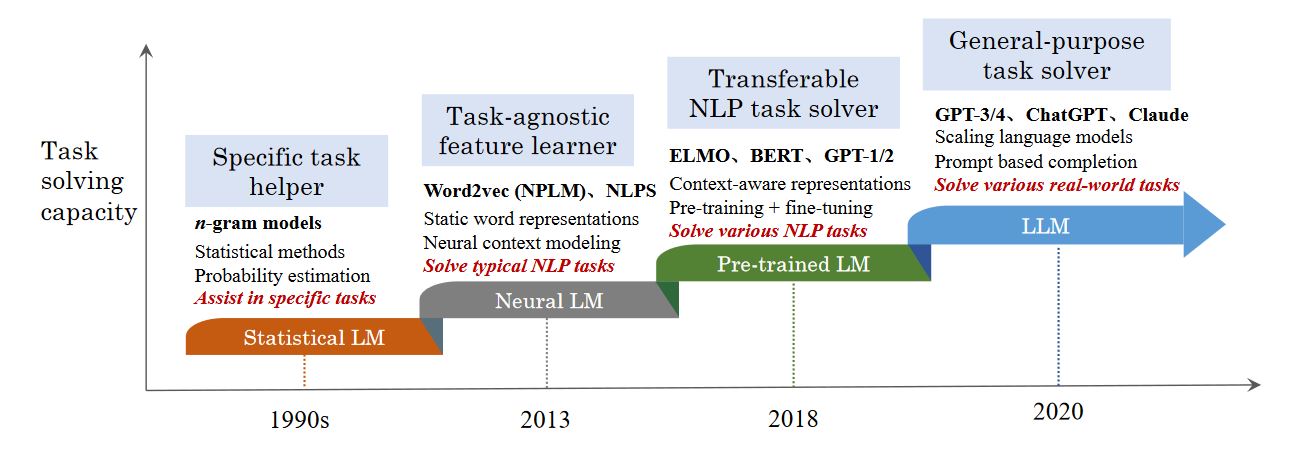 Task
solving
capacity
Specific task
helper
n-gram models
Statistical methods
Probability estimation
Assist in specific tasks
Statistical LM
1990s
Task-agnostic
feature learner
Word2vec (NPLM)、NLPS
Static word representations
Neural context modeling
Solve typical NLP tasks
Neural LM
2013
Transferable
NLP task solver
ELMO、BERT、GPT-1/2
Context-aware representations
Pre-training + fine-tuning
Solve various NLP tasks
Pre-trained LM
2018
General-purpose
task solver
GPT-3/4、ChatGPT、Claude
Scaling language models
Prompt based completion
Solve various real-world tasks
LLM
2020